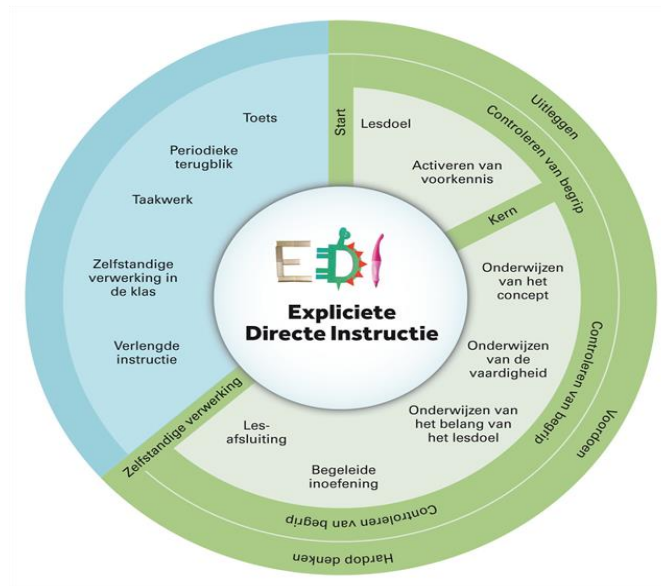 EDI
Expliciete
Directe Instructie
Start
Lesdoel
Activeren van
voorkennis
Kern
Onderwijzen
van het
concept
Onderwijzen
van de
vaardigheid
Onderwijzen van
het belang van
het lesdoel
Begeleide
inoefening
Les-
afsluiting
Zelfstandige verwerking
Verlengde
instructie
Zelfstandige
verwerking in
de klas
Taakwerk
Periodieke
terugblik
Toets
Controleren van begrip
Controleren van begrip
Controleren van begrip
Uitleggen
Voordoen
Hardop denken